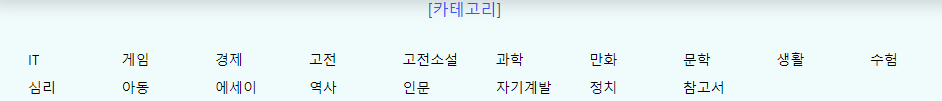 [카테고리]
IT 게임 경제 고전 고전소설 과학 만화 문학 생활 수험
심리 아동 에세이 역사 인문 자기계발 정치 참고서